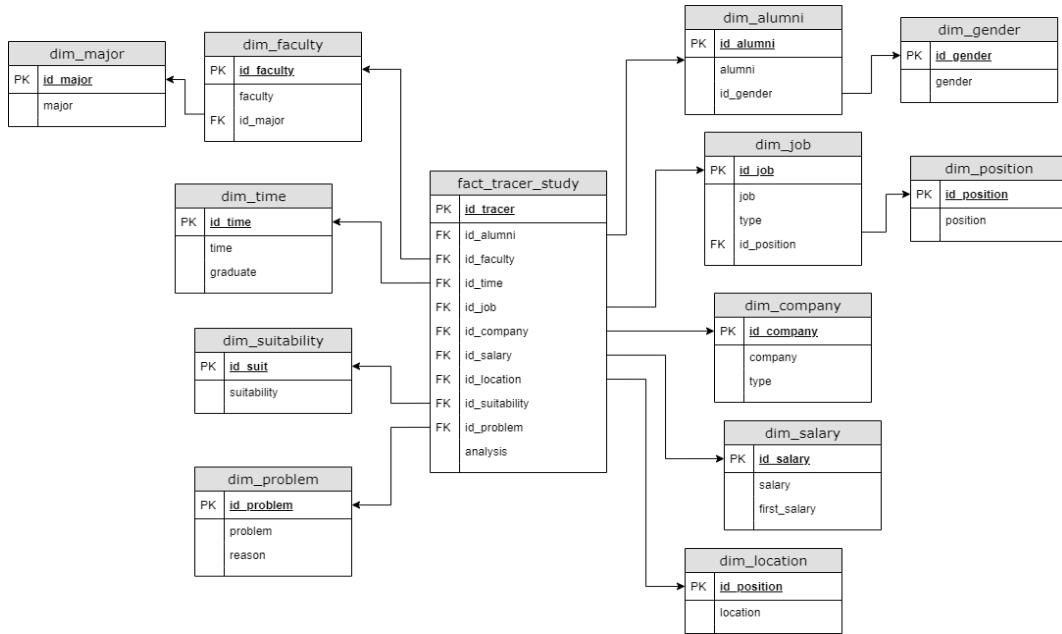 dim_major
PK id_major
major
dim_faculty
PK id_faculty
faculty
FK id_major
dim_time
PK id_time
time
graduate
dim_suitability
PK id_suit
suitability
dim_problem
PK id_problem
problem
reason
fact_tracer_study
PK id_tracer
FK id_alumni
FK id_faculty
FK id_time
FK id_job
FK id_company
FK id_salary
FK id_location
FK id_suitability
FK id_problem
analysis
dim_alumni
PK id_alumni
alumni
id_gender
dim_gender
PK id_gender
gender
dim_job
PK id_job
job
type
FK id_position
dim_position
PK id_position
position
dim_company
PK id_company
company
type
dim_salary
PK id_salary
salary
first_salary
dim_location
PK id_position
location